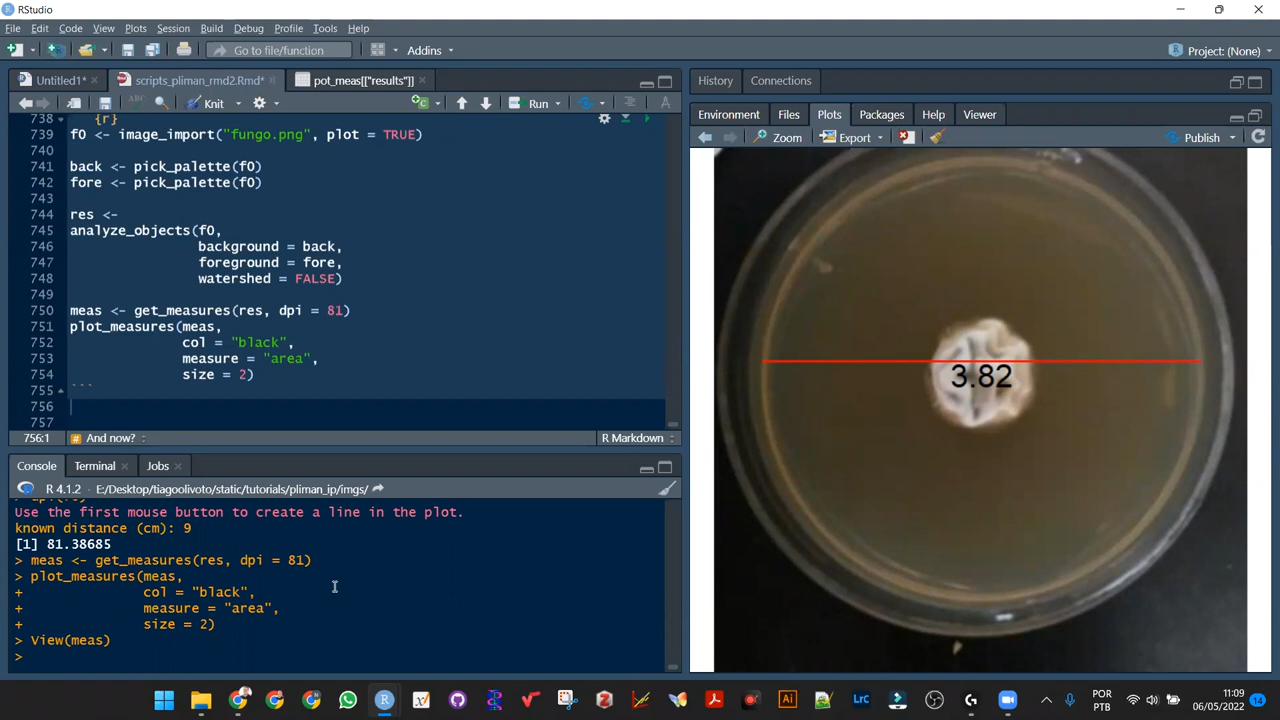 RStudio
File Edit Code View Plots Session Build Debug Profile Tools Help
Go to file/function Addins Project: (None)
Untitled1* scripts_pliman_rmd2.Rmd* pot_meas[["results"]]
Knit Run
738 {r}
739 f0 <- image_import("fungo.png", plot = TRUE)
740
741 back <- pick_palette(f0)
742 fore <- pick_palette(f0)
743
744 res <-
745 analyze_objects(f0,
746 background = back,
747 foreground = fore,
748 watershed = FALSE)
749
750 meas <- get_measures(res, dpi = 81)
751 plot_measures(meas,
752 col = "black",
753 measure = "area",
754 size = 2)
755 ```
756
757
756:1 # And now? R Markdown
Console Terminal Jobs
R 4.1.2 · E:/Desktop/tiagoolivoto/static/tutorials/pliman_ip/imgs/
Use the first mouse button to create a line in the plot.
known distance (cm): 9
[1] 81.38685
> meas <- get_measures(res, dpi = 81)
> plot_measures(meas,
+ col = "black",
+ measure = "area",
+ size = 2)
> View(meas)
>
History Connections
Environment Files Plots Packages Help Viewer
Zoom Export Publish
3.82
POR
PTB
11:09
06/05/2022
14